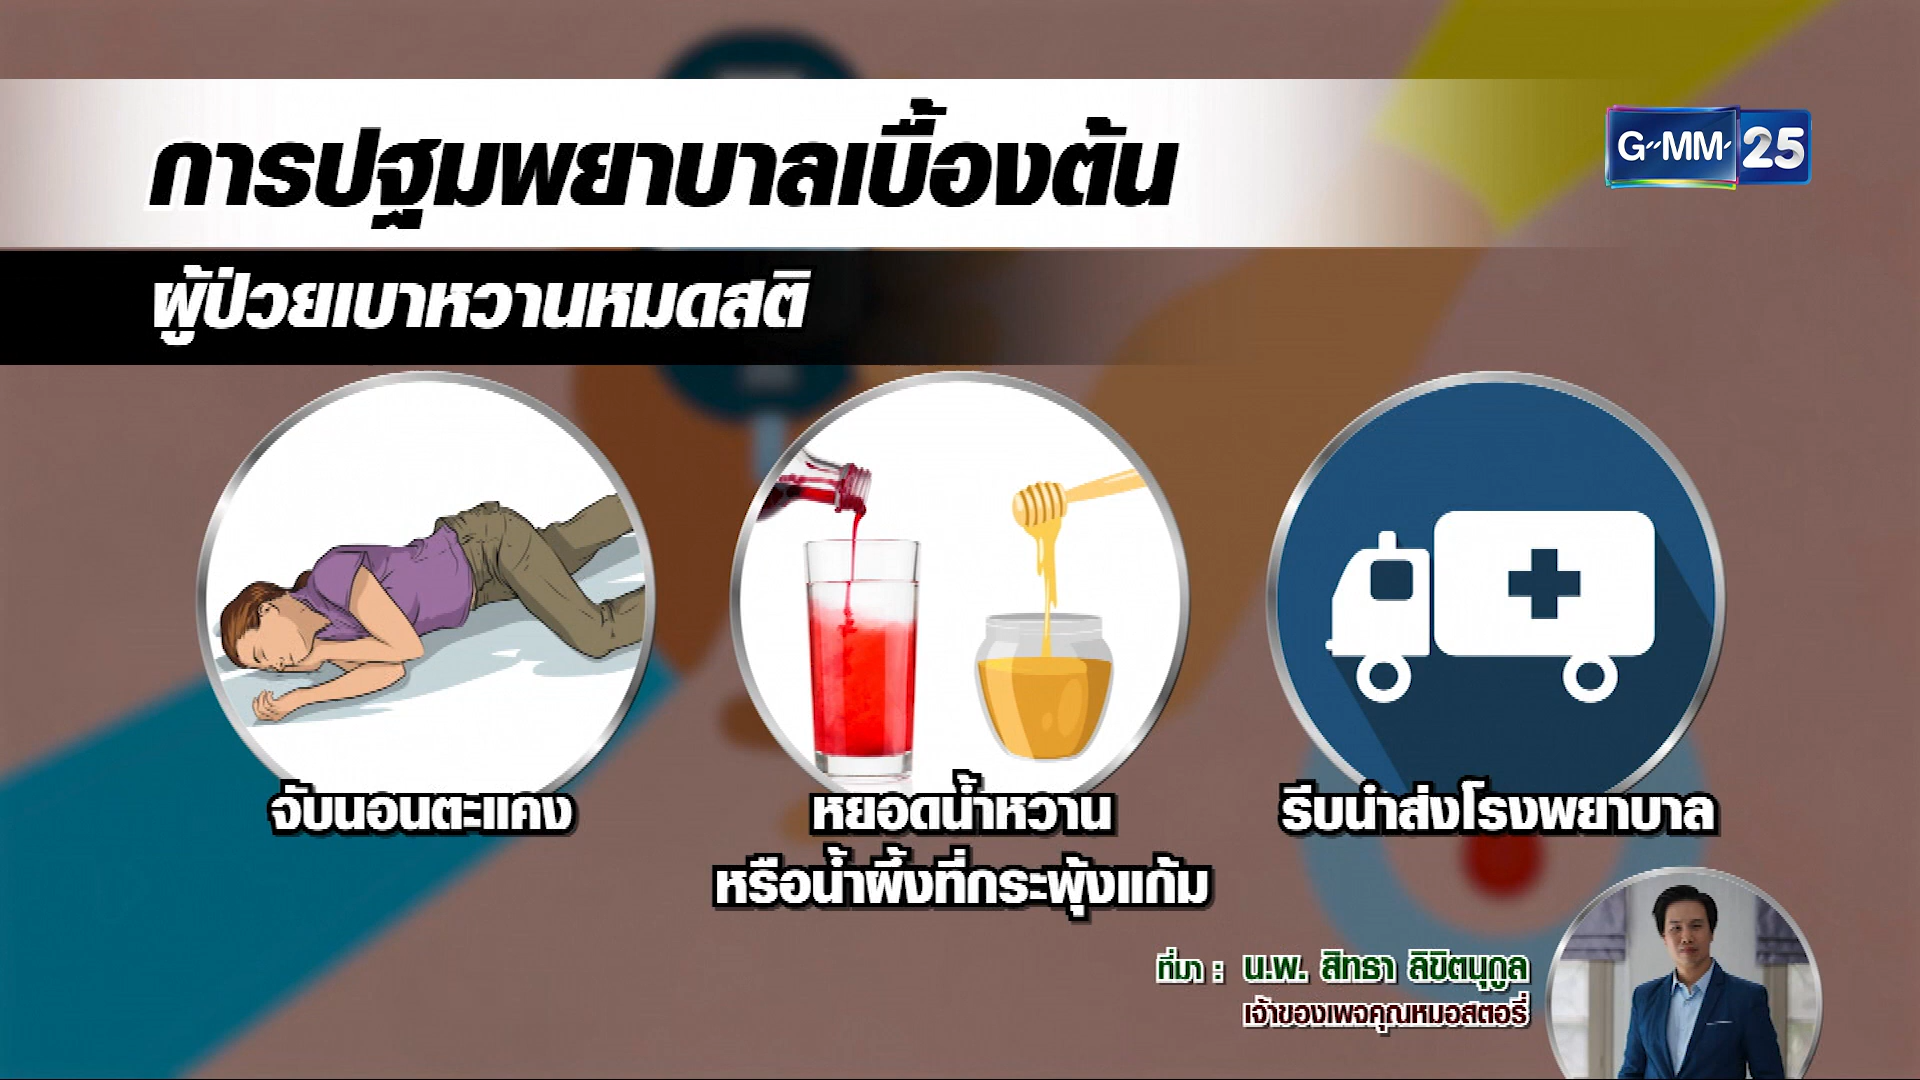 การปฐมพยาบาลเบื้องต้น
GMM 25
ผู้ป่วยเบาหวานหมดสติ
จับนอนตะแคง
หยอดน้ำหวาน
หรือน้ำผึ้งที่กระพุ้งแก้ม
รีบนำส่งโรงพยาบาล
ที่มา : น.พ. สิทธา ลิขิตนุกูล
เจ้าของเพจคุณหมอสตอรี่